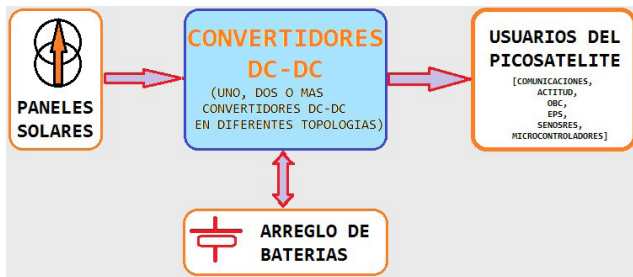 PANELES
SOLARES
CONVERTIDORES
DC-DC
(UNO, DOS O MAS
CONVERTIDORES DC-DC
EN DIFERENTES TOPOLOGIAS)
USUARIOS DEL
PICOSATELITE
[COMUNICACIONES,
ACTITUD,
OBC,
EPS,
SENOSRES,
MICROCONTROLADORES]
ARREGLO DE
BATERIAS